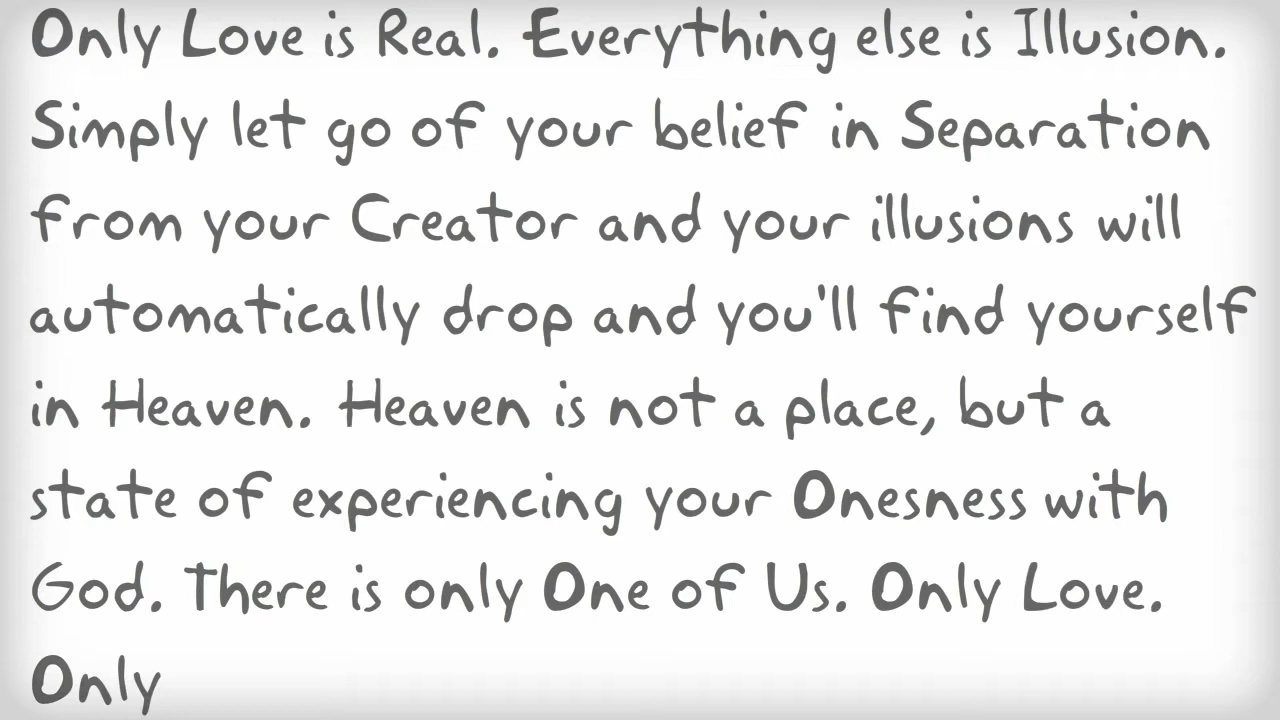 Only Love is Real. Everything else is Illusion.
Simply let go of your belief in Separation
from your Creator and your illusions will
automatically drop and you'll find yourself
in Heaven. Heaven is not a place, but a
state of experiencing your Onesness with
God. There is only One of Us. Only Love.
Only